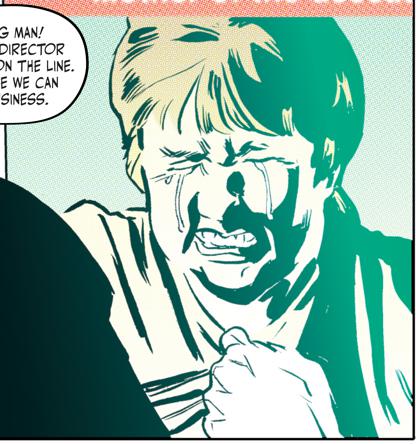 G MAN!
DIRECTOR
ON THE LINE.
E WE CAN
SINESS.